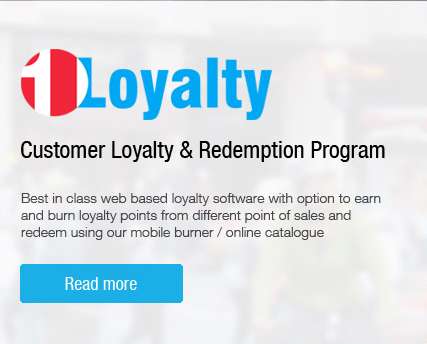 1Loyalty
Customer Loyalty & Redemption Program
Best in class web based loyalty software with option to earn
and burn loyalty points from different point of sales and
redeem using our mobile burner / online catalogue
Read more